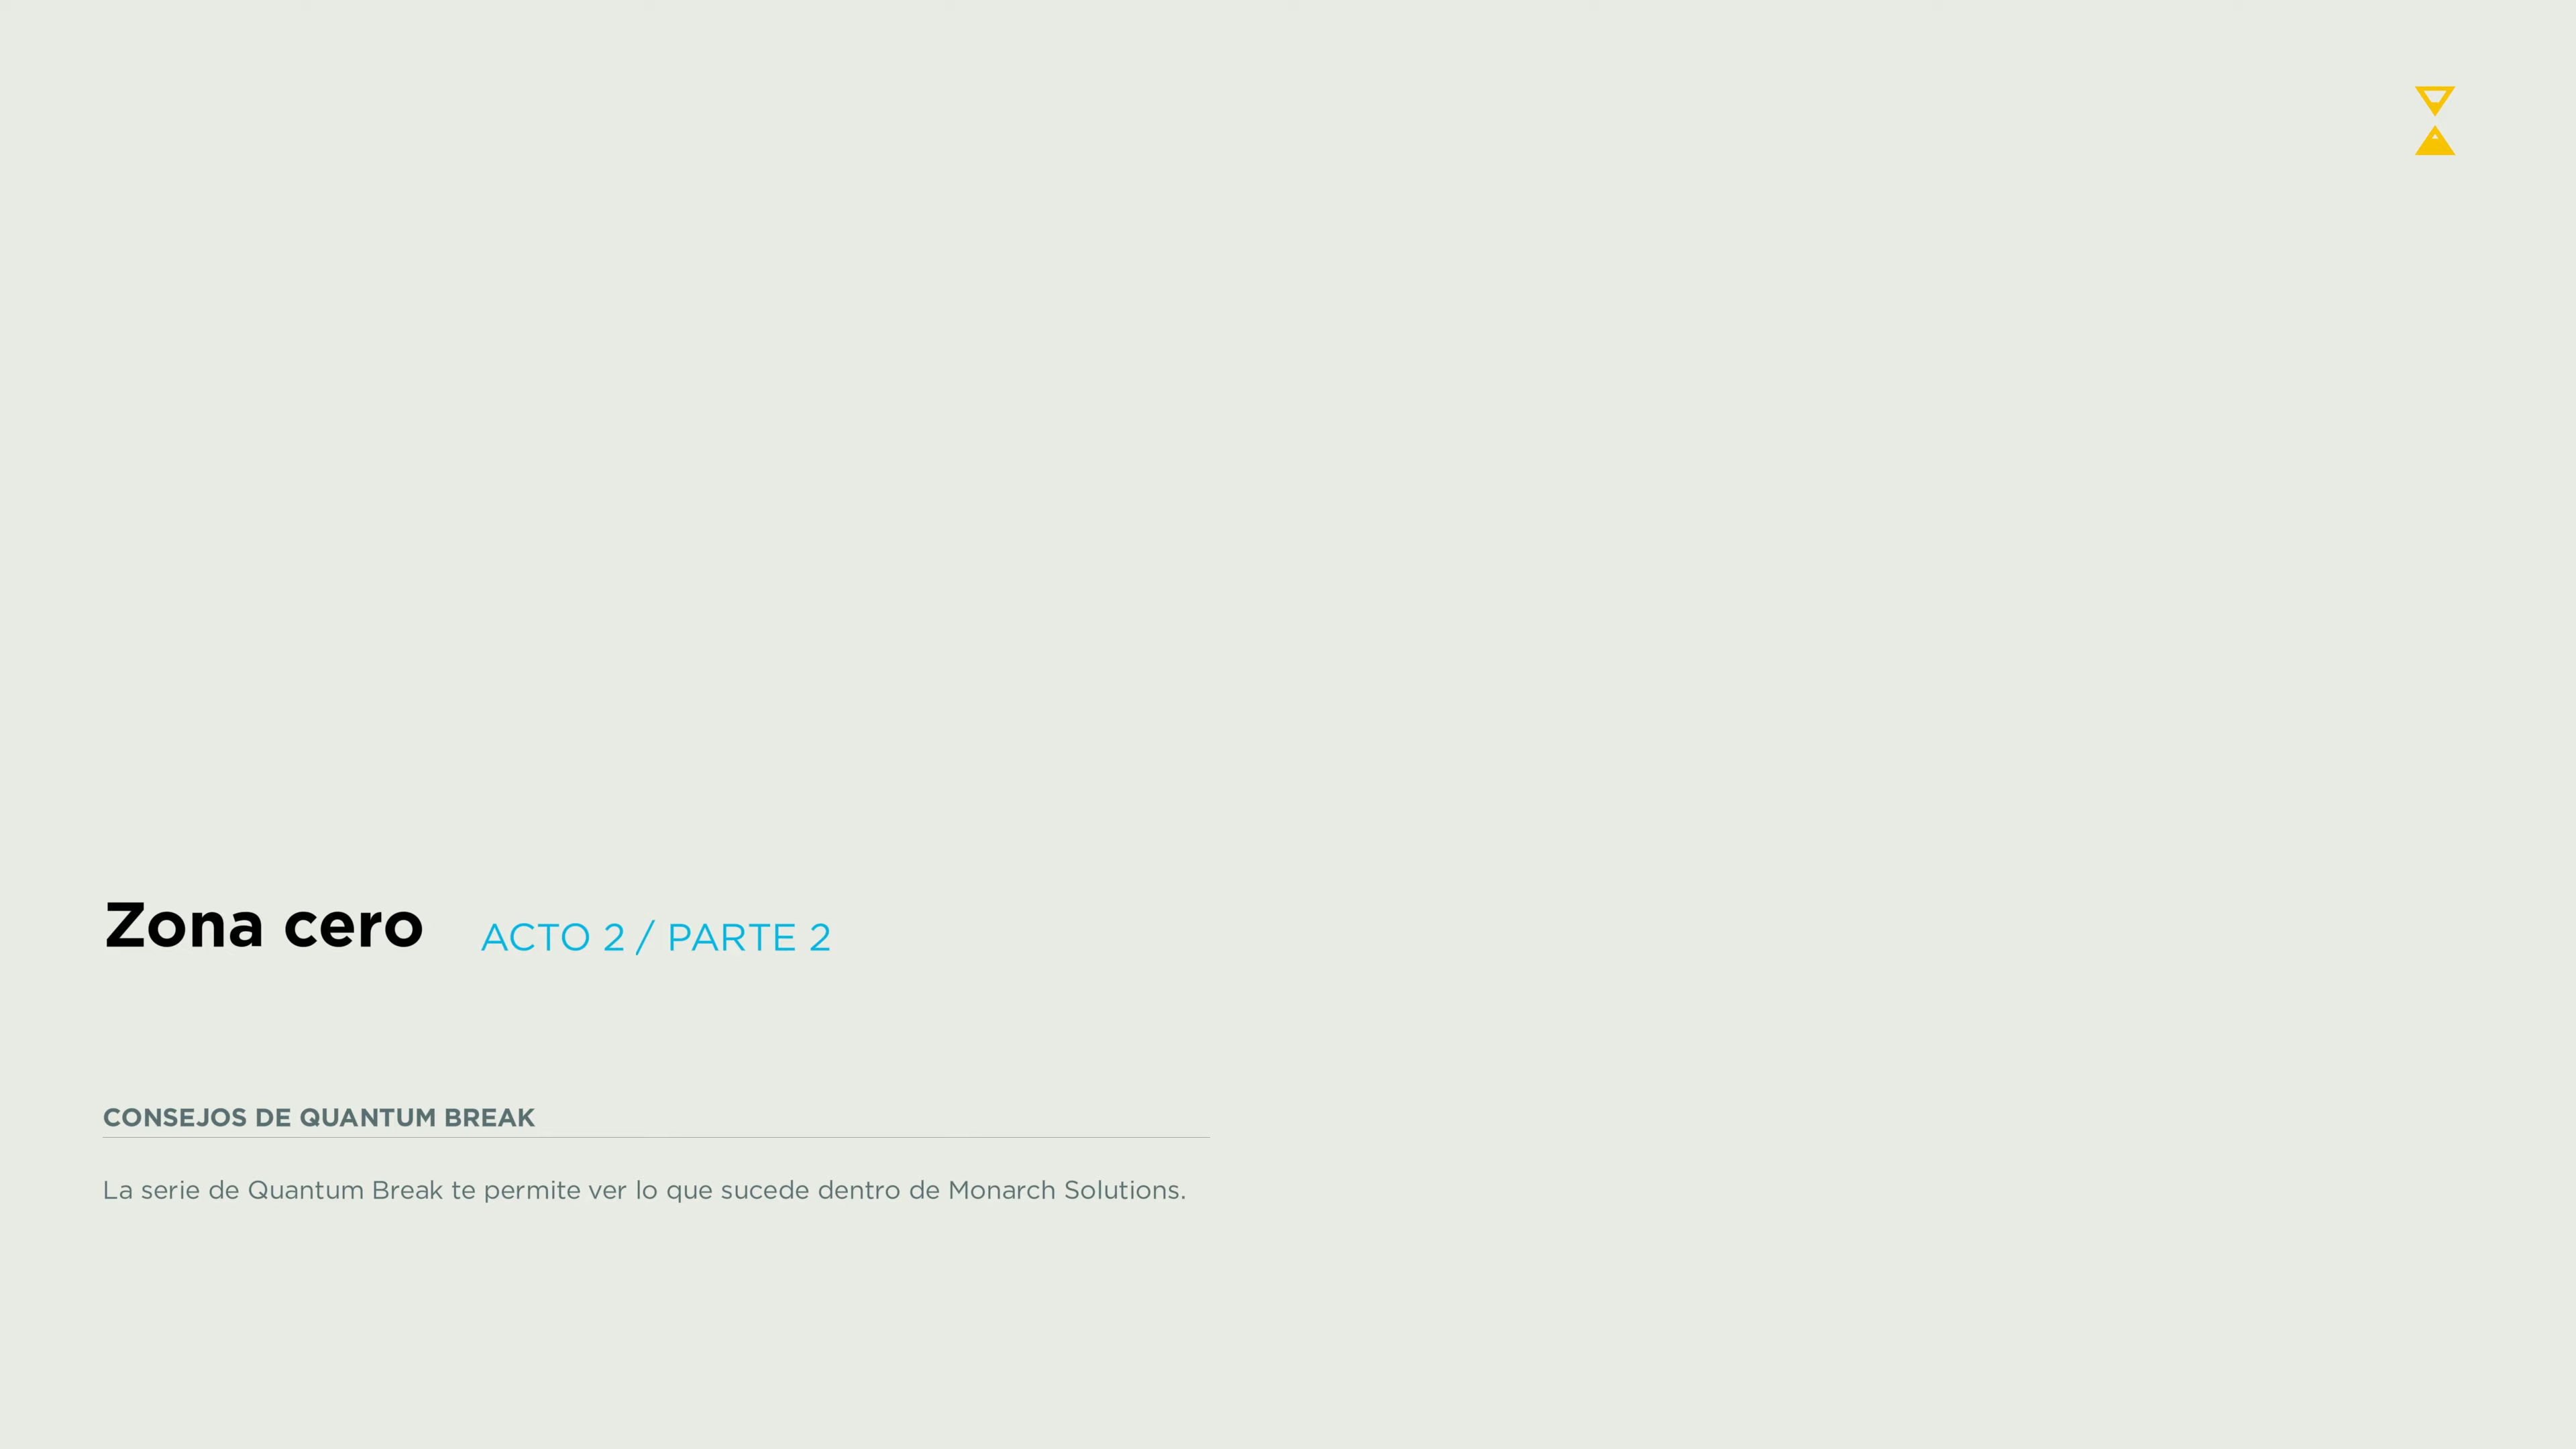 Zona cero ACTO 2 / PARTE 2
CONSEJOS DE QUANTUM BREAK
La serie de Quantum Break te permite ver lo que sucede dentro de Monarch Solutions.